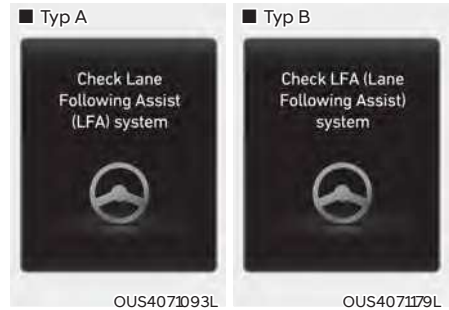 ■ Typ A
Check Lane
Following Assist
(LFA) system
OUS4071093L
■ Typ B
Check LFA (Lane
Following Assist)
system
OUS4071179L